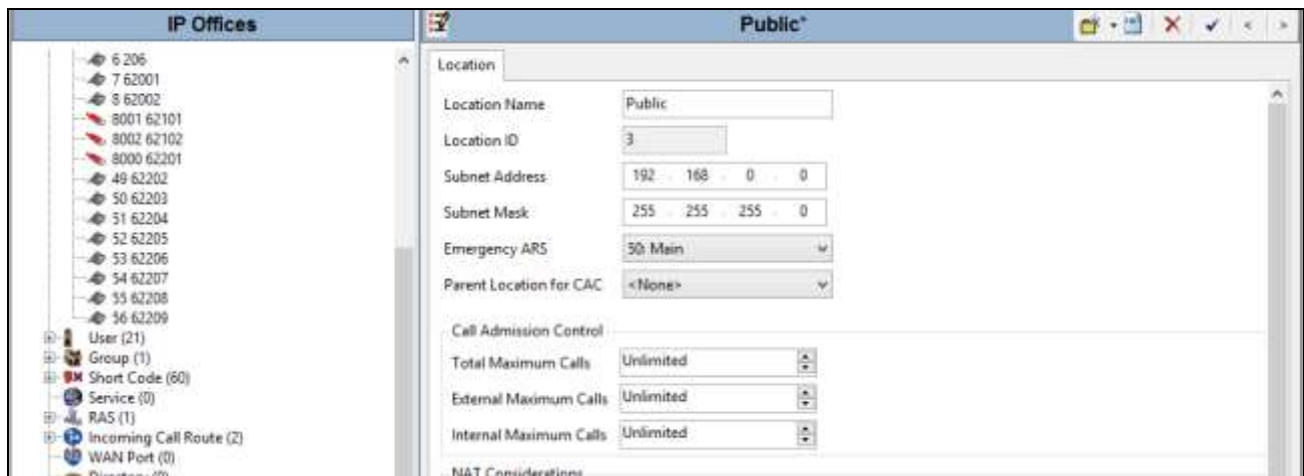 IP Offices
6 206
7 62001
8 62002
8001 62101
8002 62102
8000 62201
49 62202
50 62203
51 62204
52 62205
53 62206
54 62207
55 62208
56 62209
User (21)
Group (1)
Short Code (60)
Service (0)
RAS (1)
Incoming Call Route (2)
WAN Port (0)
Directory (0)
Public*
Location
Location Name Public
Location ID 3
Subnet Address 192 . 168 . 0 . 0
Subnet Mask 255 . 255 . 255 . 0
Emergency ARS 50: Main
Parent Location for CAC <None>
Call Admission Control
Total Maximum Calls Unlimited
External Maximum Calls Unlimited
Internal Maximum Calls Unlimited
NAT Considerations